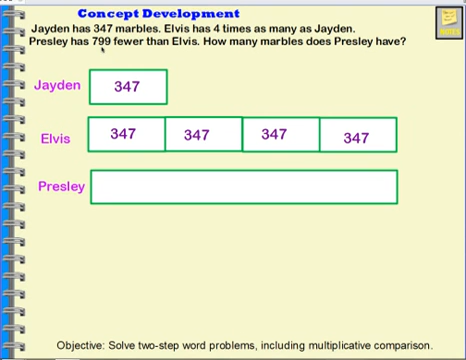 Concept Development
Jayden has 347 marbles. Elvis has 4 times as many as Jayden.
Presley has 799 fewer than Elvis. How many marbles does Presley have?
NOTES
Jayden 347
Elvis 347 347 347 347
Presley
Objective: Solve two-step word problems, including multiplicative comparison.